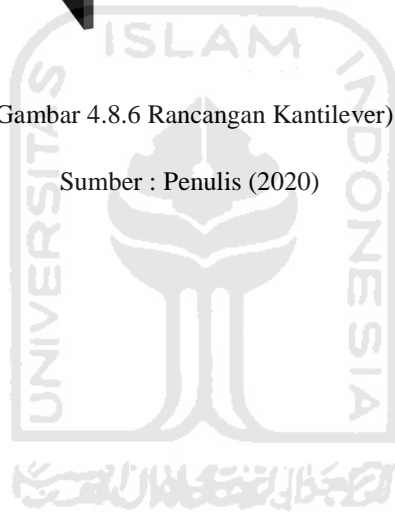 ISLAM
UNIVERSITAS
INDONESIA
Gambar 4.8.6 Rancangan Kantilever)
Sumber : Penulis (2020)